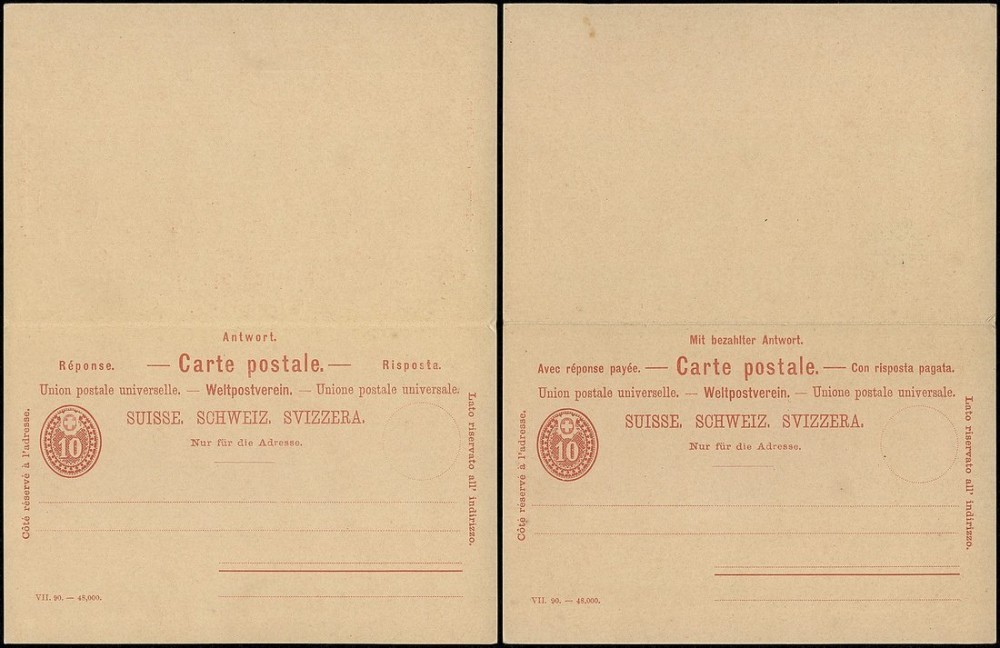 Antwort.
Réponse. — Carte postale. — Risposta.
Union postale universelle. — Weltpostverein. — Unione postale universale.
SUISSE. SCHWEIZ. SVIZZERA.
Nur für die Adresse.
10
Côté réservé à l'adresse.
Lato riservato all' indirizzo.
VII. 90. — 48,000.
Mit bezahlter Antwort.
Avec réponse payée. — Carte postale. — Con risposta pagata.
Union postale universelle. — Weltpostverein. — Unione postale universale.
SUISSE. SCHWEIZ. SVIZZERA.
Nur für die Adresse.
10
Côté réservé à l'adresse.
Lato riservato all' indirizzo.
VII. 90. — 48,000.